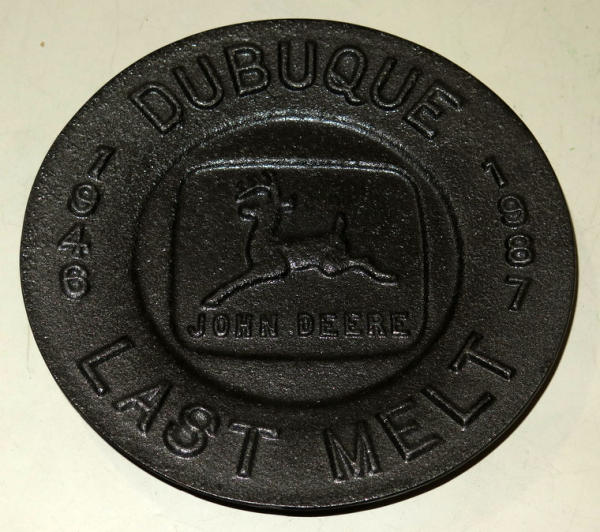 DUBUQUE
1946
1987
JOHN DEERE
LAST MELT